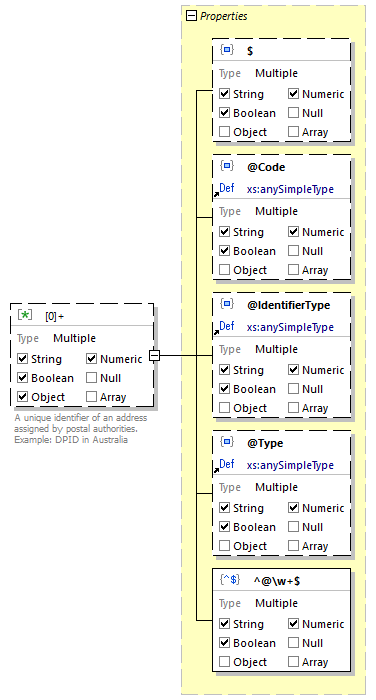 Properties
$
Type Multiple
String Numeric
Boolean Null
Object Array
@Code
Def xs:anySimpleType
Type Multiple
String Numeric
Boolean Null
Object Array
[0]+
Type Multiple
String Numeric
Boolean Null
Object Array
A unique identifier of an address
assigned by postal authorities.
Example: DPID in Australia
@IdentifierType
Def xs:anySimpleType
Type Multiple
String Numeric
Boolean Null
Object Array
@Type
Def xs:anySimpleType
Type Multiple
String Numeric
Boolean Null
Object Array
^@\w+$
Type Multiple
String Numeric
Boolean Null
Object Array